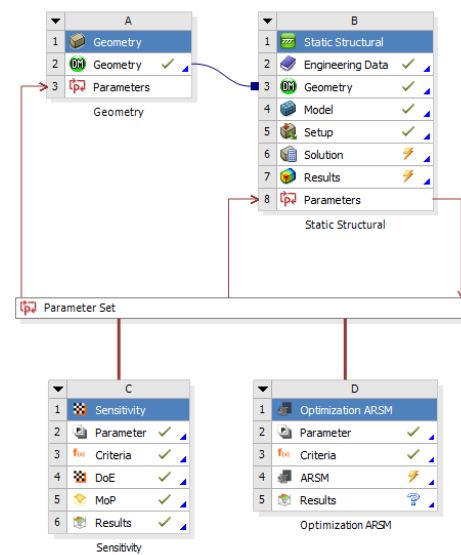 A
1 Geometry
2 Geometry
3 Parameters
Geometry
B
1 Static Structural
2 Engineering Data
3 Geometry
4 Model
5 Setup
6 Solution
7 Results
8 Parameters
Static Structural
Parameter Set
C
1 Sensitivity
2 Parameter
3 Criteria
4 DoE
5 MoP
6 Results
Sensitivity
D
1 Optimization ARSM
2 Parameter
3 Criteria
4 ARSM
5 Results
Optimization ARSM